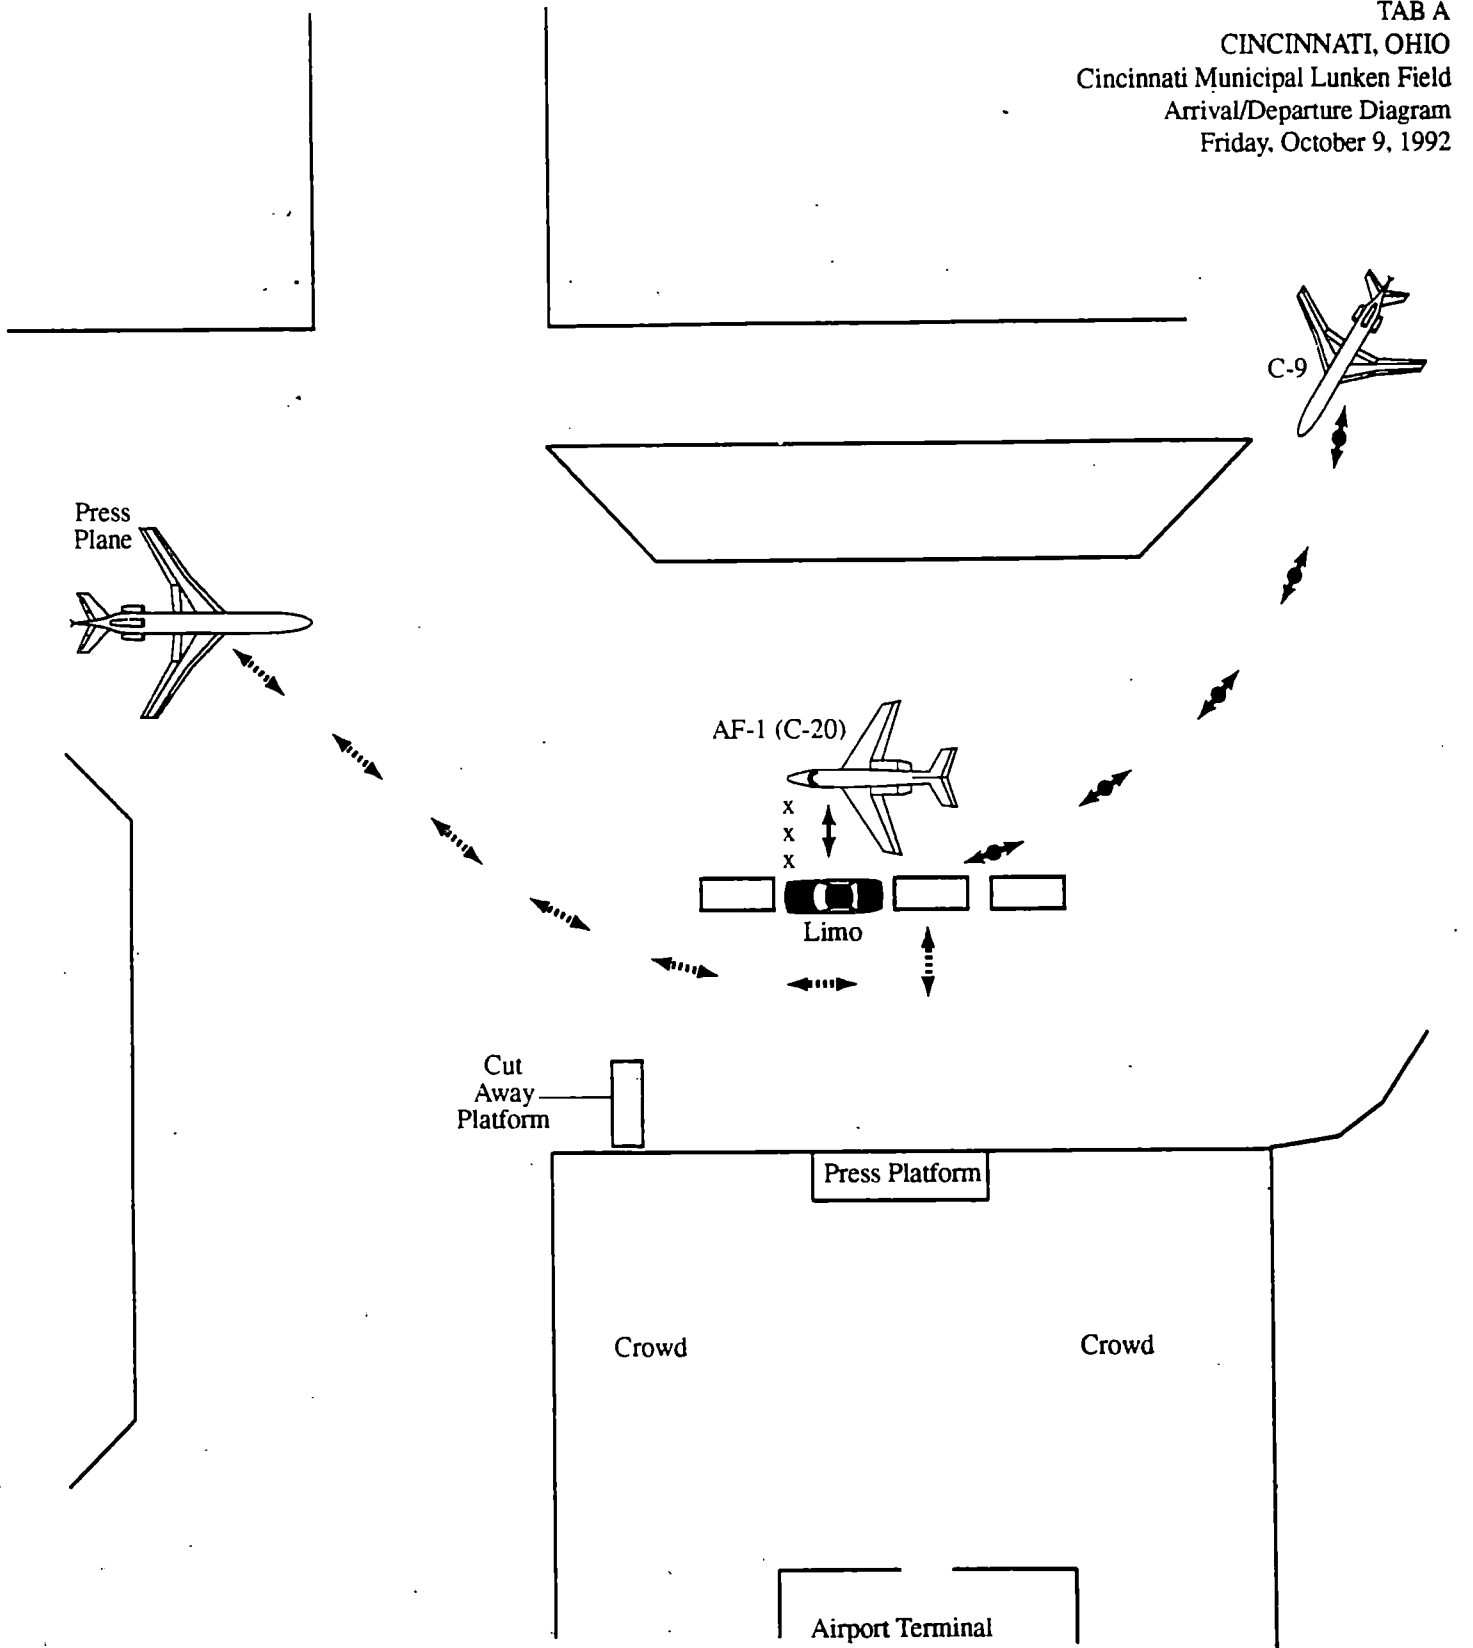 TAB A
CINCINNATI, OHIO
Cincinnati Municipal Lunken Field
Arrival/Departure Diagram
Friday, October 9, 1992
C-9
Press
Plane
AF-1 (C-20)
x
x
x
Limo
Cut
Away
Platform
Press Platform
Crowd
Crowd
Airport Terminal